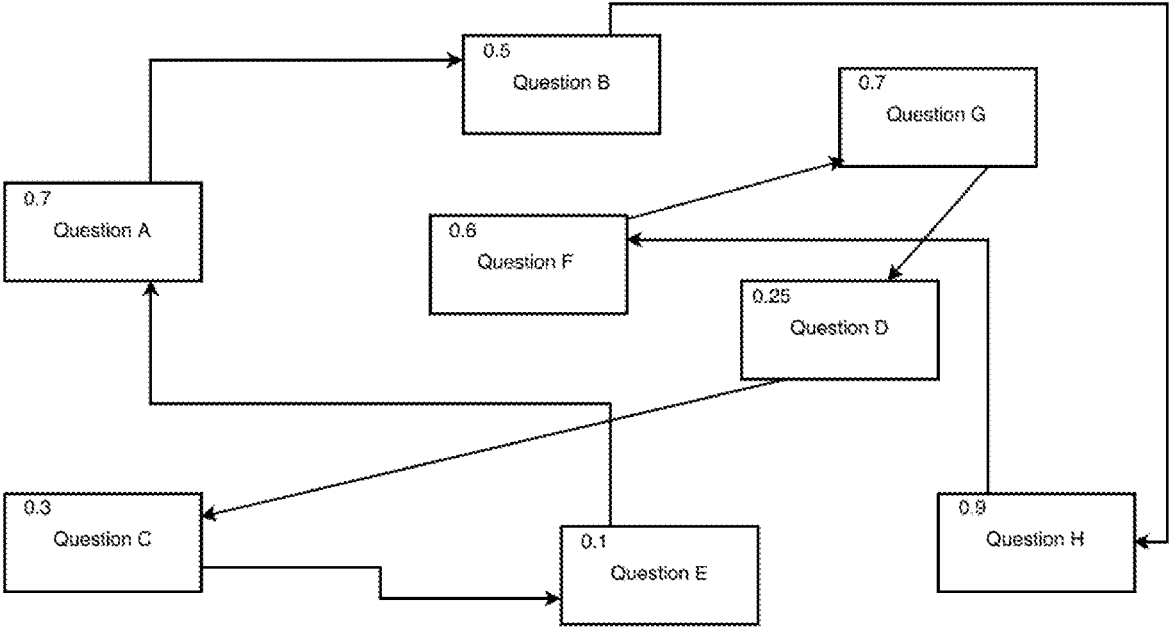 0.5
Question B
0.7
Question G
0.7
Question A
0.6
Question F
0.25
Question D
0.3
Question C
0.9
Question H
0.1
Question E